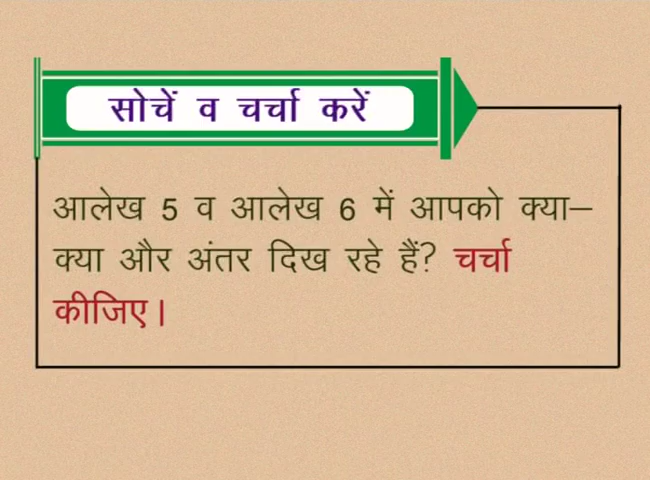 सोचें व चर्चा करें
आलेख 5 व आलेख 6 में आपको क्या–
क्या और अंतर दिख रहे हैं? चर्चा
कीजिए।